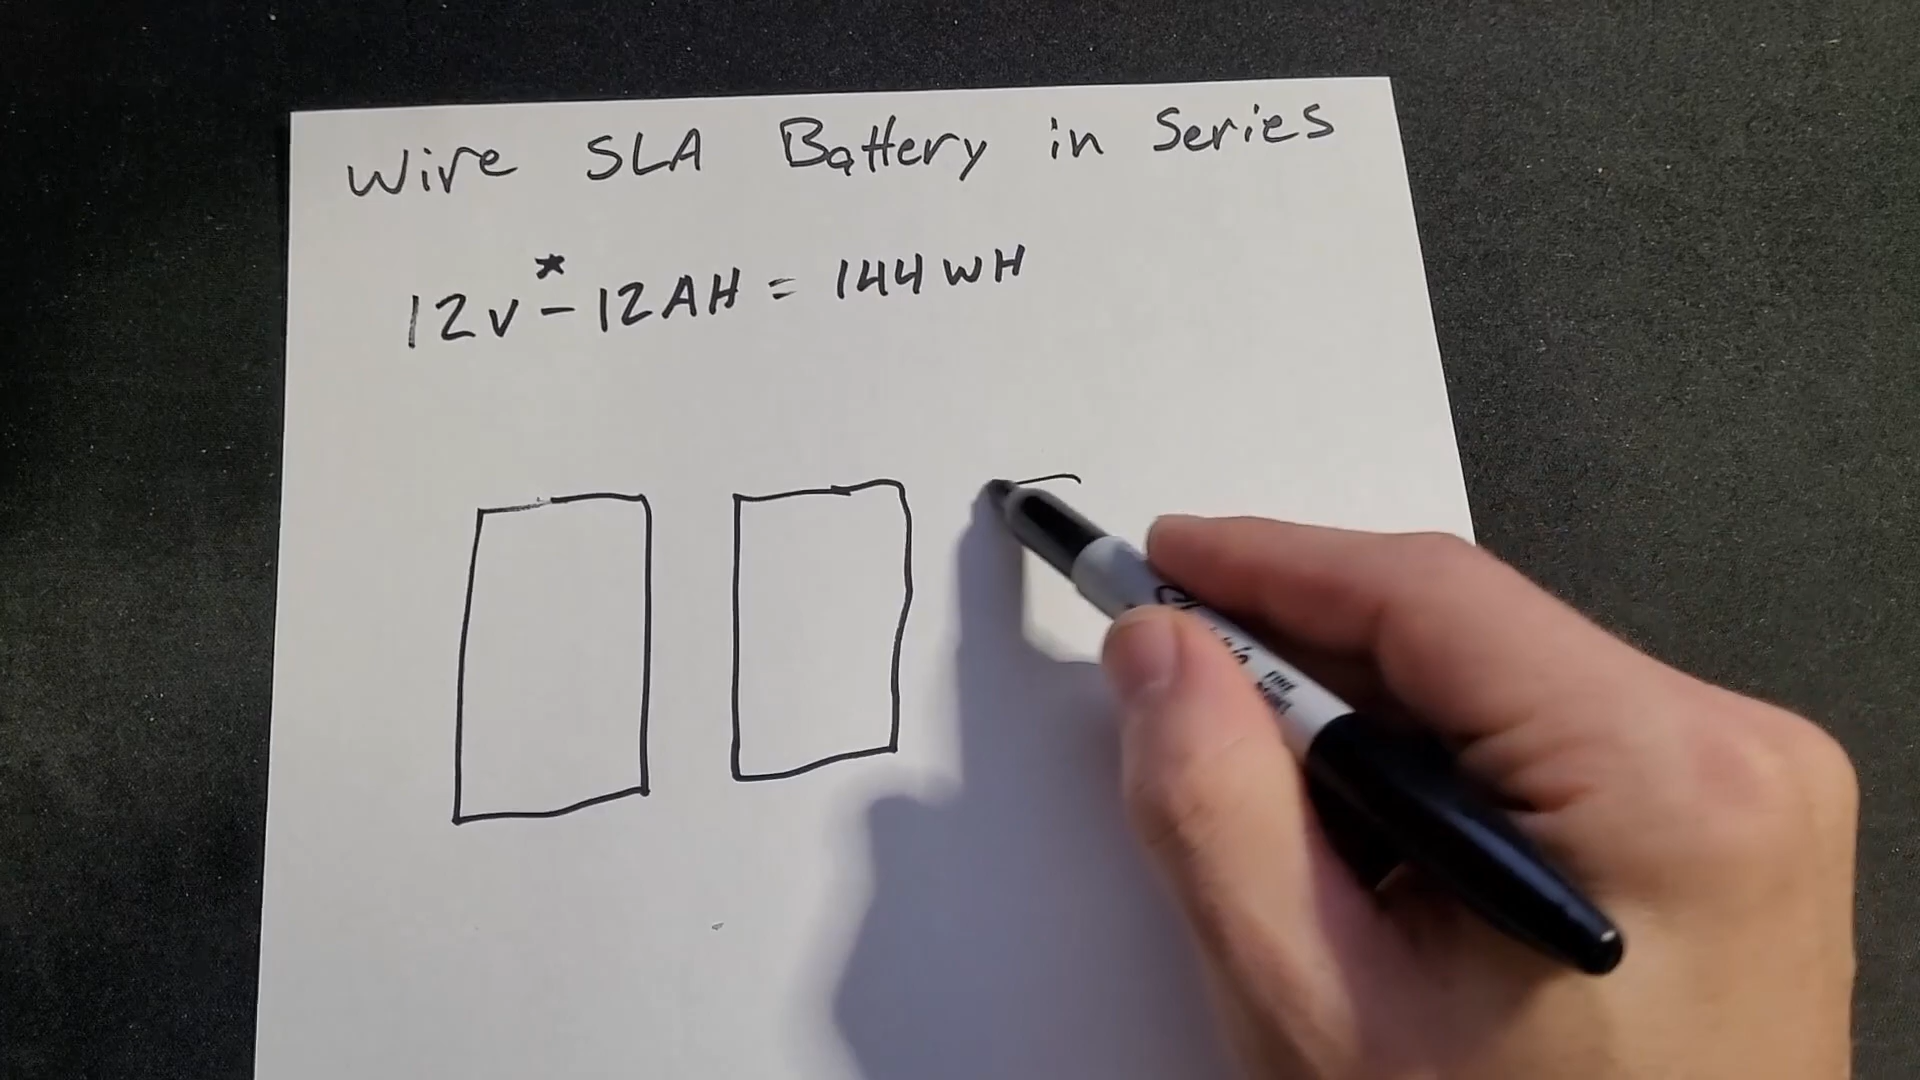 Wire SLA Battery in Series
12V * - 12AH = 144 WH